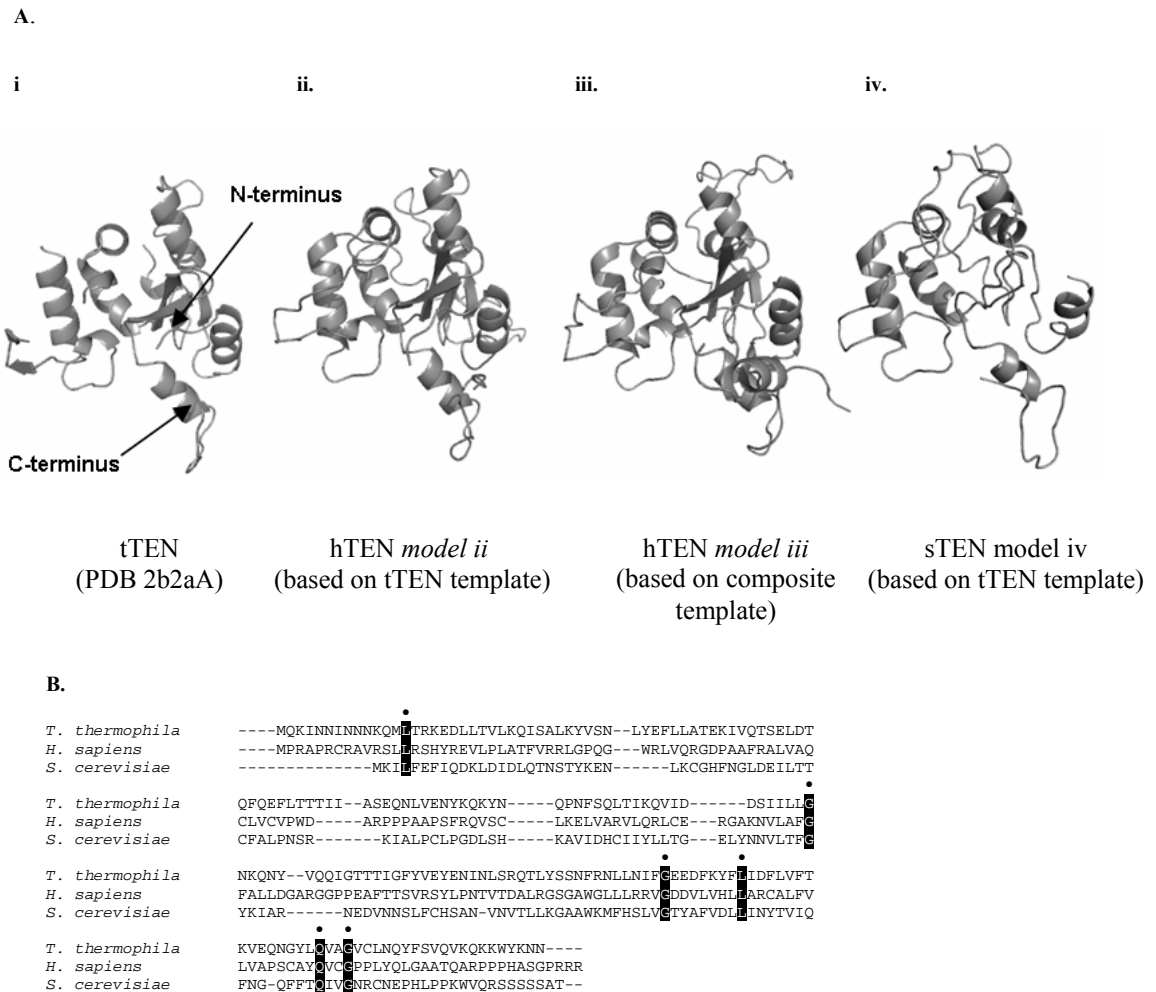 A.
i
ii.
iii.
iv.
N-terminus
C-terminus
tTEN
(PDB 2b2aA)
hTEN model ii
(based on tTEN template)
hTEN model iii
(based on composite
template)
sTEN model iv
(based on tTEN template)
B.
•
T. thermophila ----MQKINNINNNKQMLTRKEDLLTVLKQISALKYVSN--LYEFLLATEKIVQTSELDT
H. sapiens ----MPRAPRCRAVRSLLRSHYREVLPLATFVRRLGPQG--WRLVQRGDPAAFRALVAQ
S. cerevisiae --------------MKILFEFIQDKLDIDLQTNSTYKEN------LKCGHFNGLDEILTT
•
T. thermophila QFQEFLTTTII--ASEQNLVENYKQKYN-----QPNFSQLTIKQVID------DSIILLG
H. sapiens CLVCVPWD-----ARPPPAAPSFRQVSC-----LKELVARVLQRLCE---RGAKNVLAFG
S. cerevisiae CFALPNSR------KIALPCLPGDLSH------KAVIDHCIIYLLTG---ELYNNVLTFG
• •
T. thermophila NKQNY--VQQIGTTTIGFYVEYENINLSRQTLYSSNFRNLLNIFGEEDFKYFLIDFLVFT
H. sapiens FALLDGARGGPPEAFTTSVRSYLPNTVTDALRGSGAWGLLLRRVGDDVLVHLLARCALFV
S. cerevisiae YKIAR------NEDVNNSLFCHSAN-VNVTLLKGAAWKMFHSLVGTYAFVDLLINYTVIQ
• •
T. thermophila KVEQNGYLQVAGVCLNQYFSVQVKQKKWYKNN----
H. sapiens LVAPSCAYQVCGPPLYQLGAATQARPPPHASGPRRR
S. cerevisiae FNG-QFFTQIVGNRCNEPHLPPKWVQRSSSSSAT--